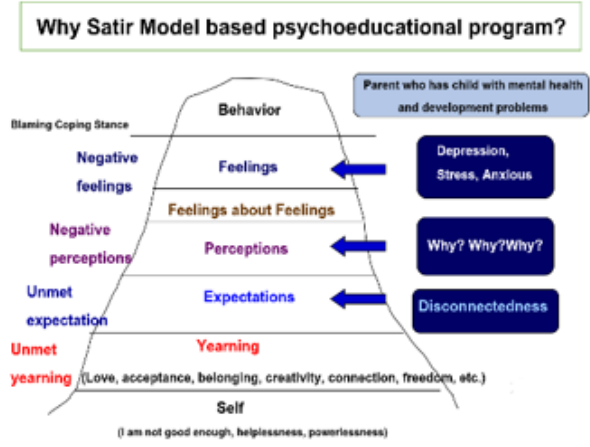 Why Satir Model based psychoeducational program?
Parent who has child with mental health
and development problems
Behavior
Blaming Coping Stance
Negative
feelings
Feelings
Depression,
Stress, Anxious
Feelings about Feelings
Negative
perceptions
Perceptions
Why? Why?Why?
Unmet
expectation
Expectations
Disconnectedness
Unmet
yearning
Yearning
(Love, acceptance, belonging, creativity, connection, freedom, etc.)
Self
(I am not good enough, helplessness, powerlessness)